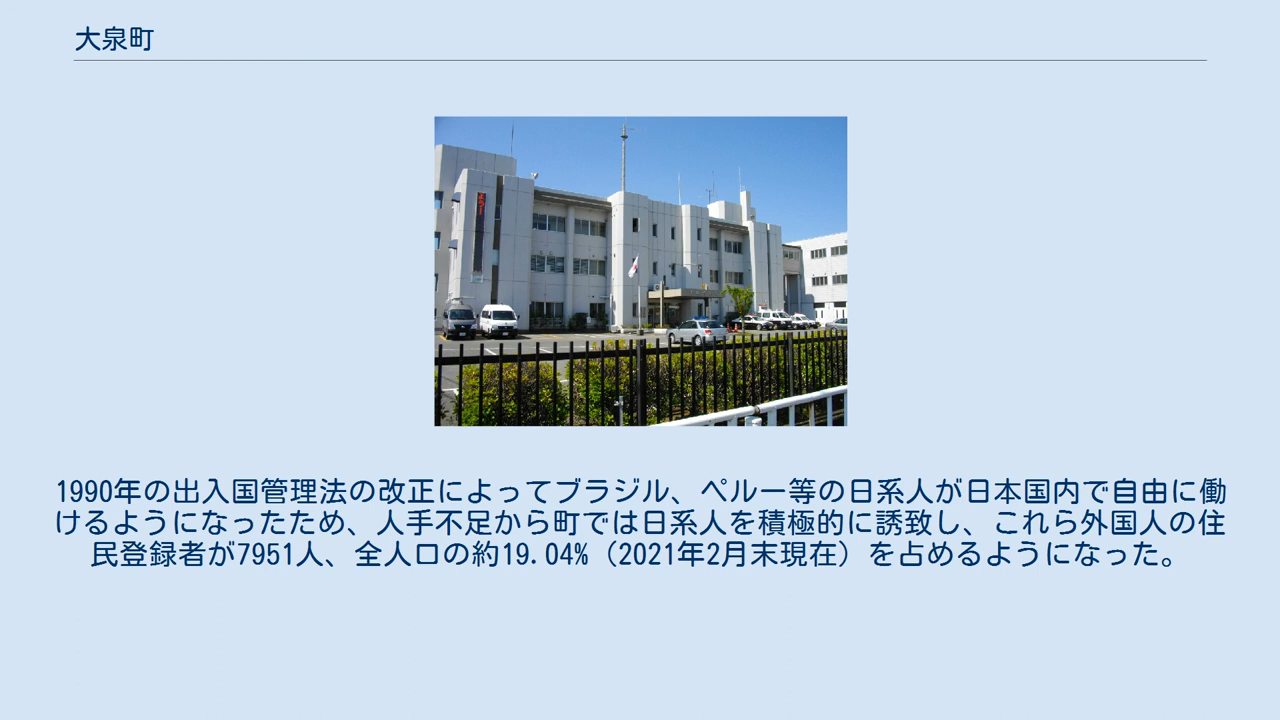 大泉町
1990年の出入国管理法の改正によってブラジル、ペルー等の日系人が日本国内で自由に働
けるようになったため、人手不足から町では日系人を積極的に誘致し、これら外国人の住
民登録者が7951人、全人口の約19.04%（2021年2月末現在）を占めるようになった。